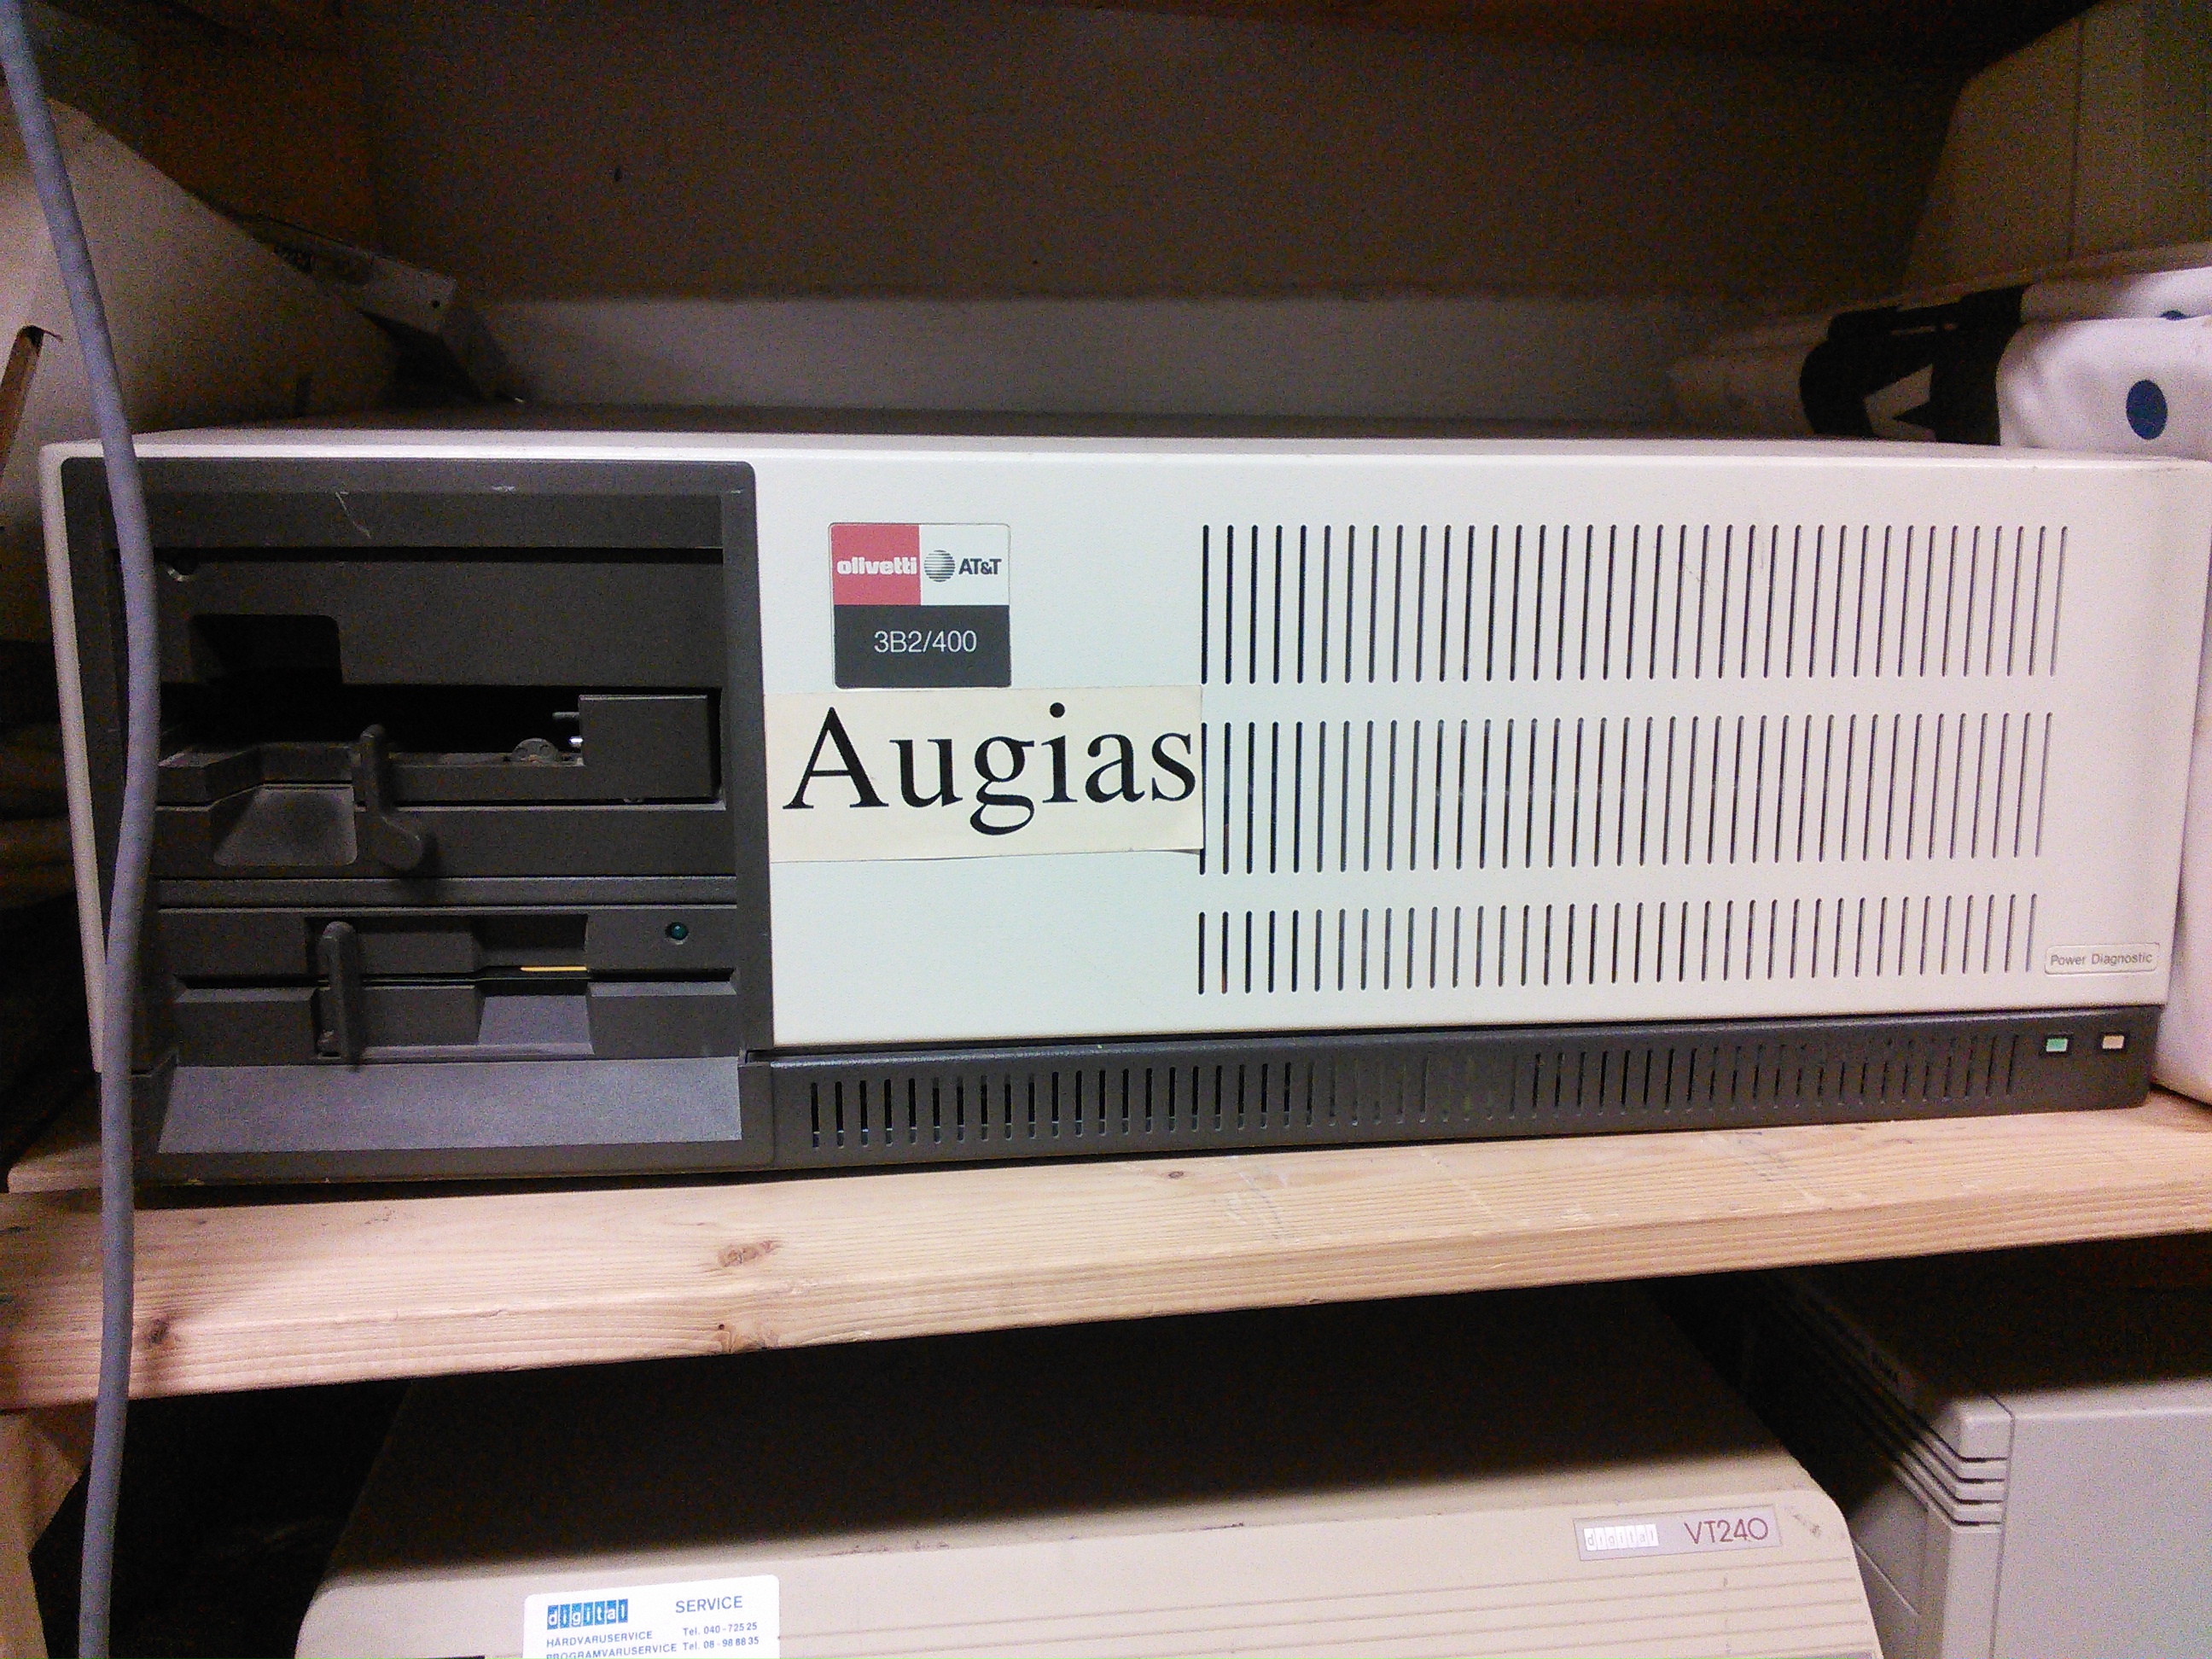 olivetti AT&T
3B2/400
Augias
Power Diagnostic
digital VT240
digital SERVICE
HÅRDVARUSERVICE Tel. 040-725 25
PROGRAMVARUSERVICE Tel. 08-98 88 35